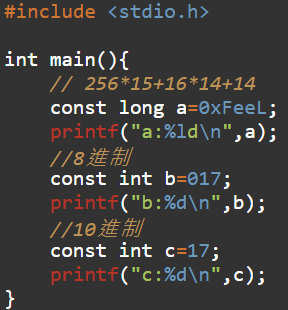 #include <stdio.h>
int main(){
// 256*15+16*14+14
const long a=0xFeeL;
printf("a:%ld\n",a);
//8進制
const int b=017;
printf("b:%d\n",b);
//10進制
const int c=17;
printf("c:%d\n",c);
}